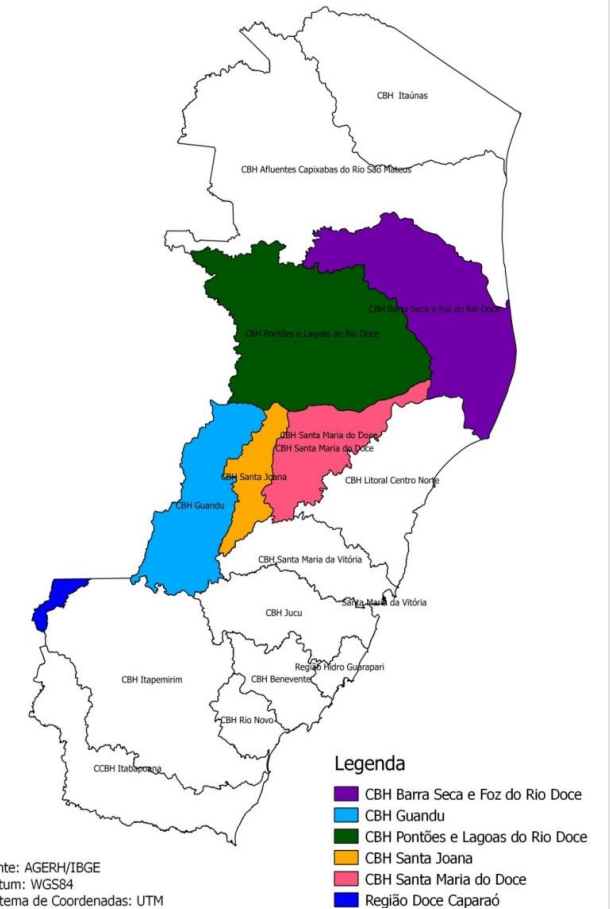 CBH Itaúnas
CBH Afluentes Capixabas do Rio São Mateus
CBH Barra Seca e Foz do Rio Doce
CBH Pontões e Lagoas do Rio Doce
CBH Santa Maria do Doce
CBH Santa Maria do Doce
CBH Santa Joana
CBH Litoral Centro Norte
CBH Guandu
CBH Santa Maria da Vitória
Santa Maria da Vitória
CBH Jucu
Região Hidro Guarapari
CBH Itapemirim
CBH Benevente
CBH Rio Novo
CCBH Itabapoana
Legenda
CBH Barra Seca e Foz do Rio Doce
CBH Guandu
CBH Pontões e Lagoas do Rio Doce
CBH Santa Joana
CBH Santa Maria do Doce
Região Doce Caparaó
nte: AGERH/IBGE
tum: WGS84
tema de Coordenadas: UTM